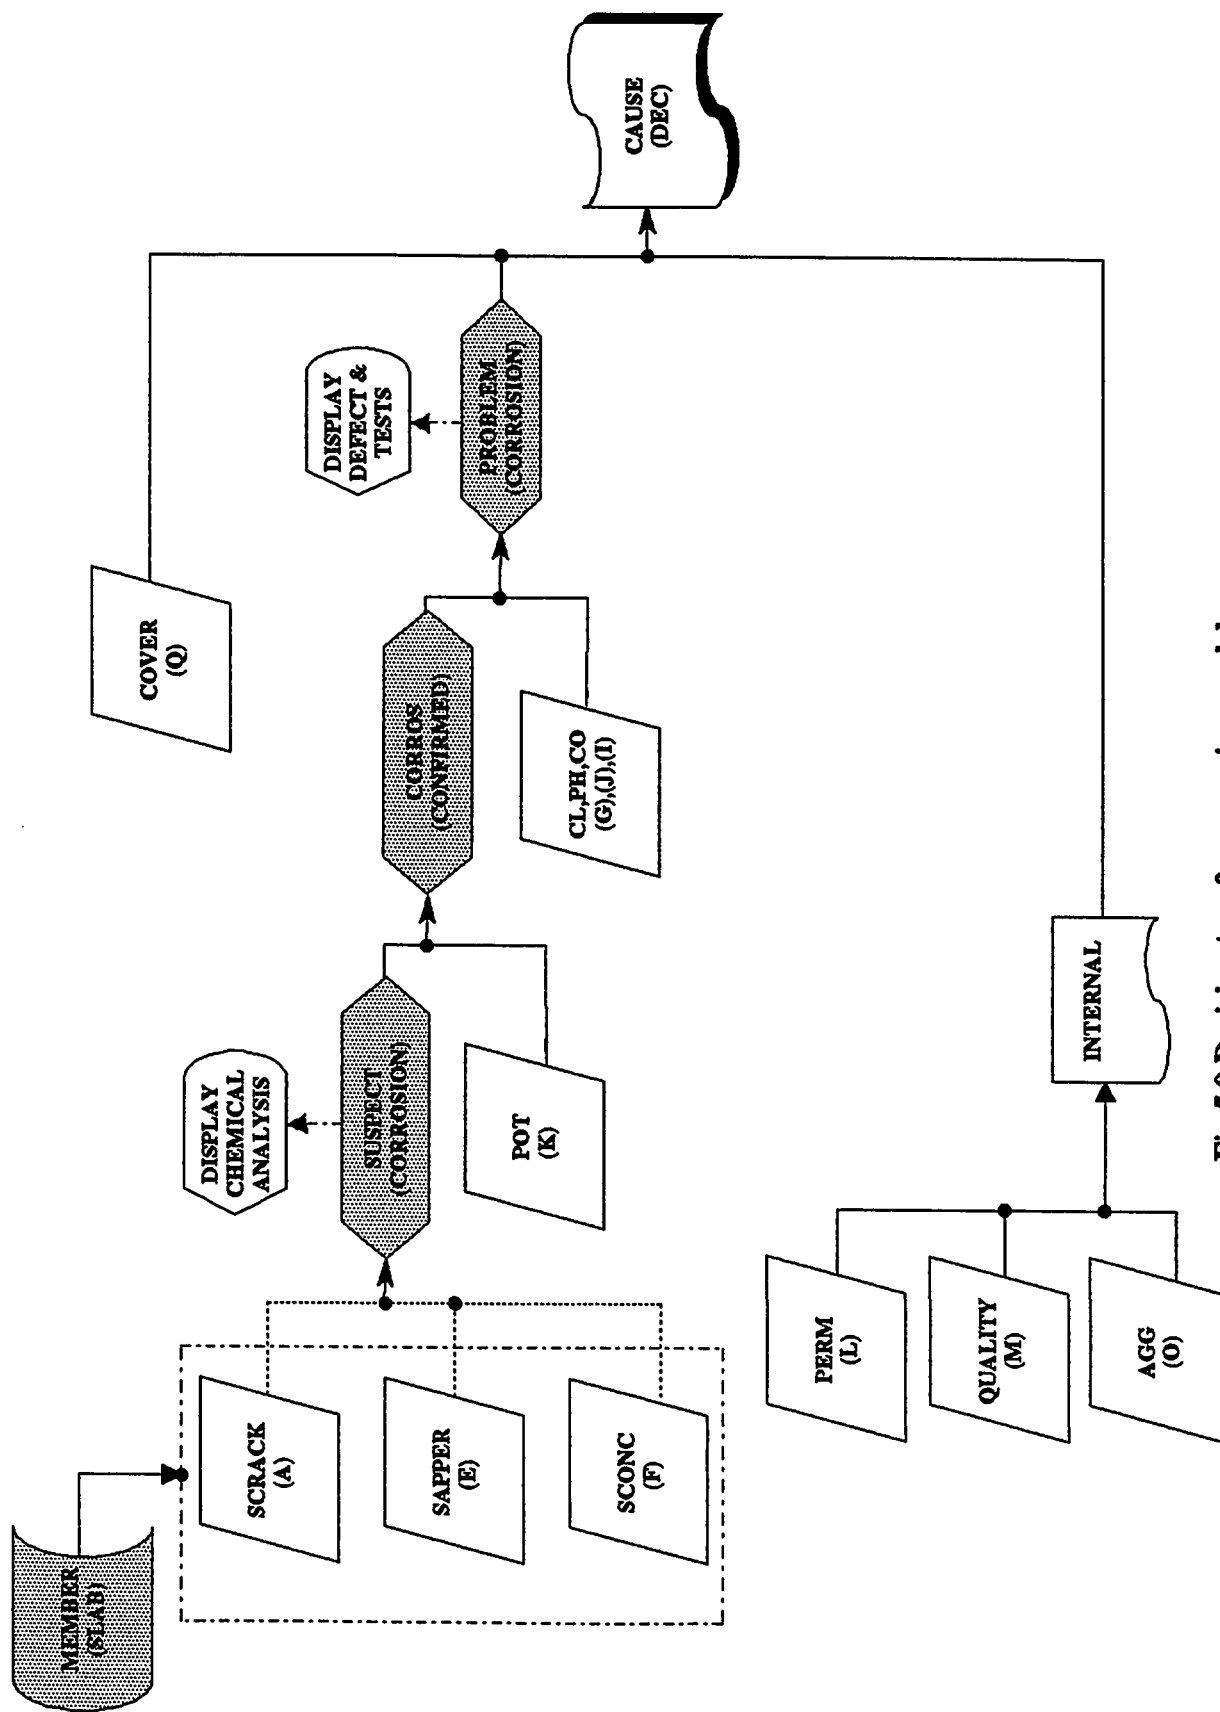 MEMBER
(SLAB)
SCRACK
(A)
SAPPER
(E)
SCONC
(F)
DISPLAY
CHEMICAL
ANALYSIS
SUSPECT
(CORROSION)
POT
(K)
CORROS
(CONFIRMED)
CL,PH,CO
(G),(J),(I)
DISPLAY
DEFECT &
TESTS
PROBLEM
(CORROSION)
COVER
(Q)
CAUSE
(DEC)
PERM
(L)
QUALITY
(M)
AGG
(O)
INTERNAL